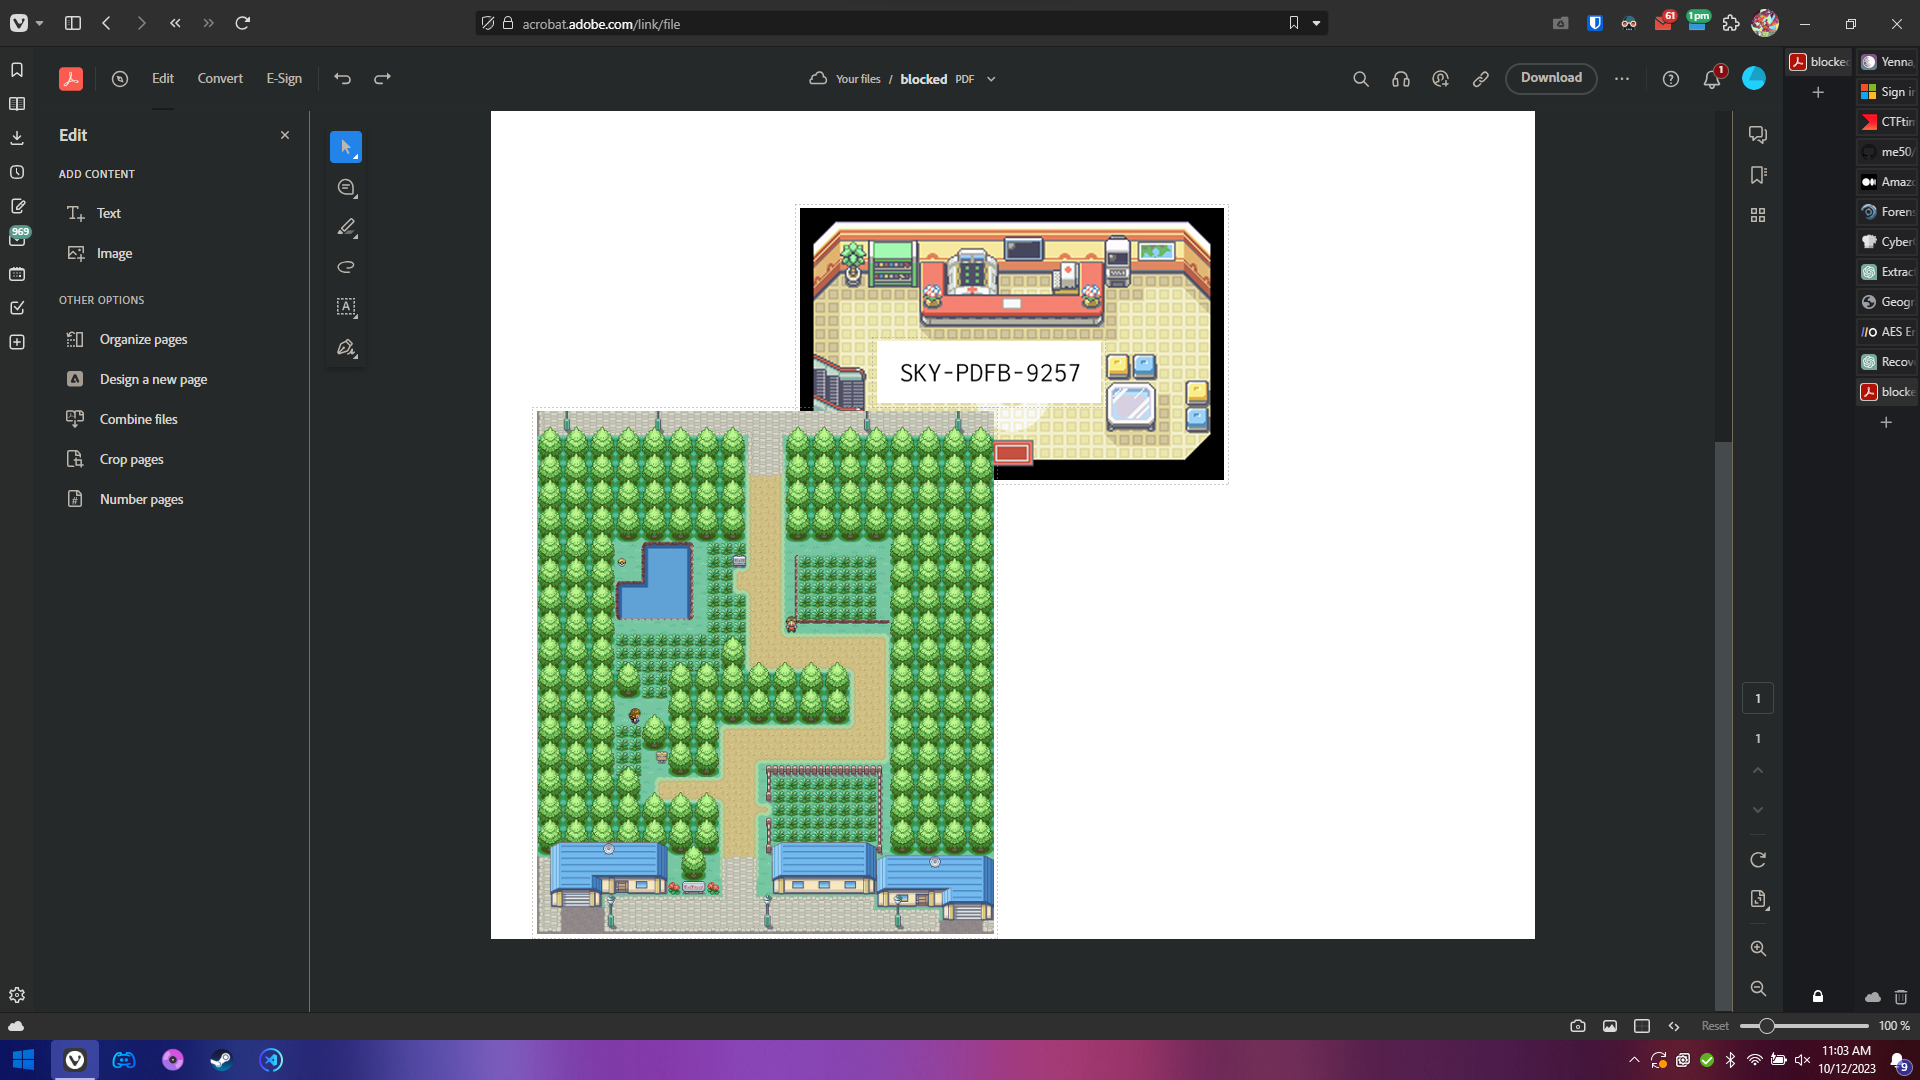 61
1pm
acrobat.adobe.com/link/file
Edit
Convert
E-Sign
Your files / blocked PDF
Download
1
blocke
Yenna,
Sign in
CTFtin
me50/
Amazo
Foren
Cyber
Extrac
Geogr
AES En
Recov
blocke
Edit
ADD CONTENT
Text
Image
OTHER OPTIONS
Organize pages
Design a new page
Combine files
Crop pages
Number pages
969
SKY-PDFB-9257
1
1
Reset
100 %
11:03 AM
10/12/2023
9